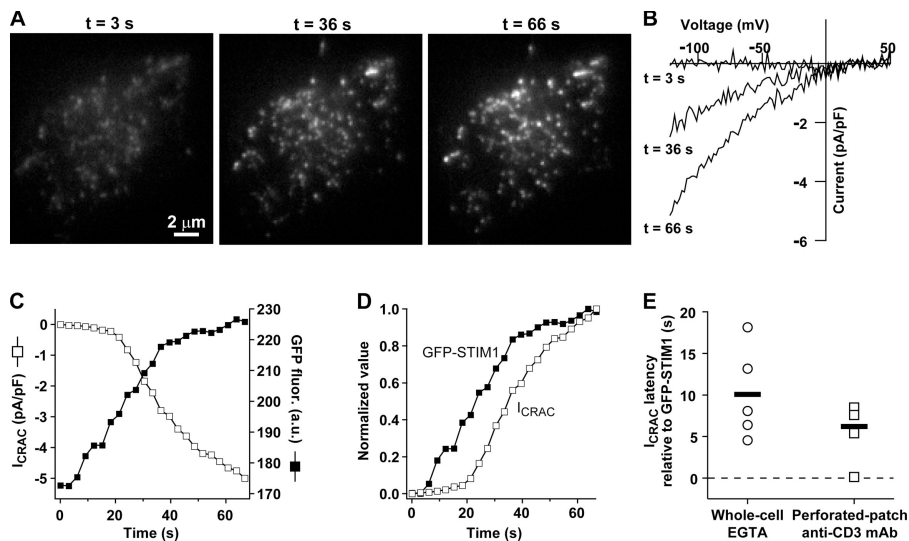 A
t = 3 s
t = 36 s
t = 66 s
2 μm
B
Voltage (mV)
-100
-50
50
t = 3 s
t = 36 s
t = 66 s
-2
-4
-6
Current (pA/pF)
C
0
-1
-2
-3
-4
-5
I_CRAC (pA/pF)
230
220
210
200
190
180
170
GFP fluor. (a.u.)
0
20
40
60
Time (s)
D
1.0
0.8
0.6
0.4
0.2
0.0
Normalized value
GFP-STIM1
I_CRAC
0
20
40
60
Time (s)
E
20
15
10
5
0
I_CRAC latency
relative to GFP-STIM1 (s)
Whole-cell
EGTA
Perforated-patch
anti-CD3 mAb